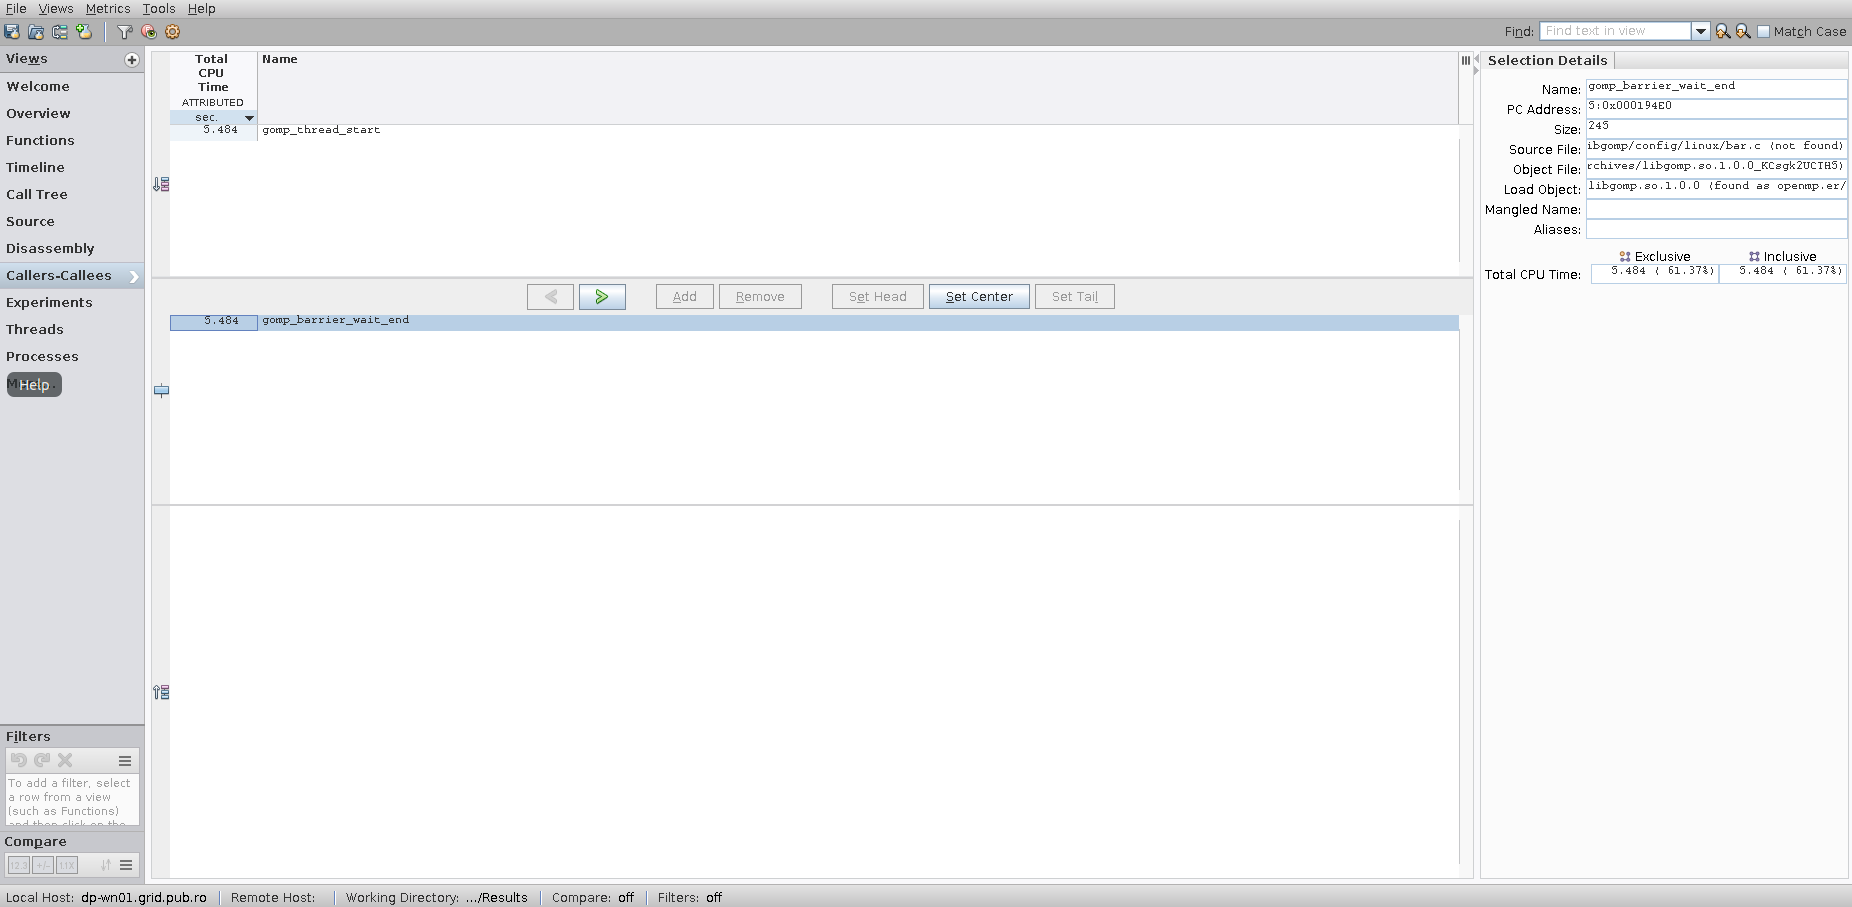 File Views Metrics Tools Help
Find: Find text in view Match Case
Views
Welcome
Overview
Functions
Timeline
Call Tree
Source
Disassembly
Callers-Callees
Experiments
Threads
Processes
Help
Filters
To add a filter, select
a row from a view
(such as Functions)
and then click on the
Compare
12.3 +/- 1.1X
Total
CPU
Time
ATTRIBUTED
sec.
Name
5.484 gomp_thread_start
Add Remove Set Head Set Center Set Tail
5.484 gomp_barrier_wait_end
Selection Details
Name: gomp_barrier_wait_end
PC Address: 5:0x000194E0
Size: 245
Source File: ibgomp/config/linux/bar.c (not found)
Object File: rchives/libgomp.so.1.0.0_KCsgk2UCTH5)
Load Object: libgomp.so.1.0.0 (found as openmp.er/
Mangled Name:
Aliases:
Exclusive Inclusive
Total CPU Time: 5.484 ( 61.37%) 5.484 ( 61.37%)
Local Host: dp-wn01.grid.pub.ro Remote Host: Working Directory: .../Results Compare: off Filters: off